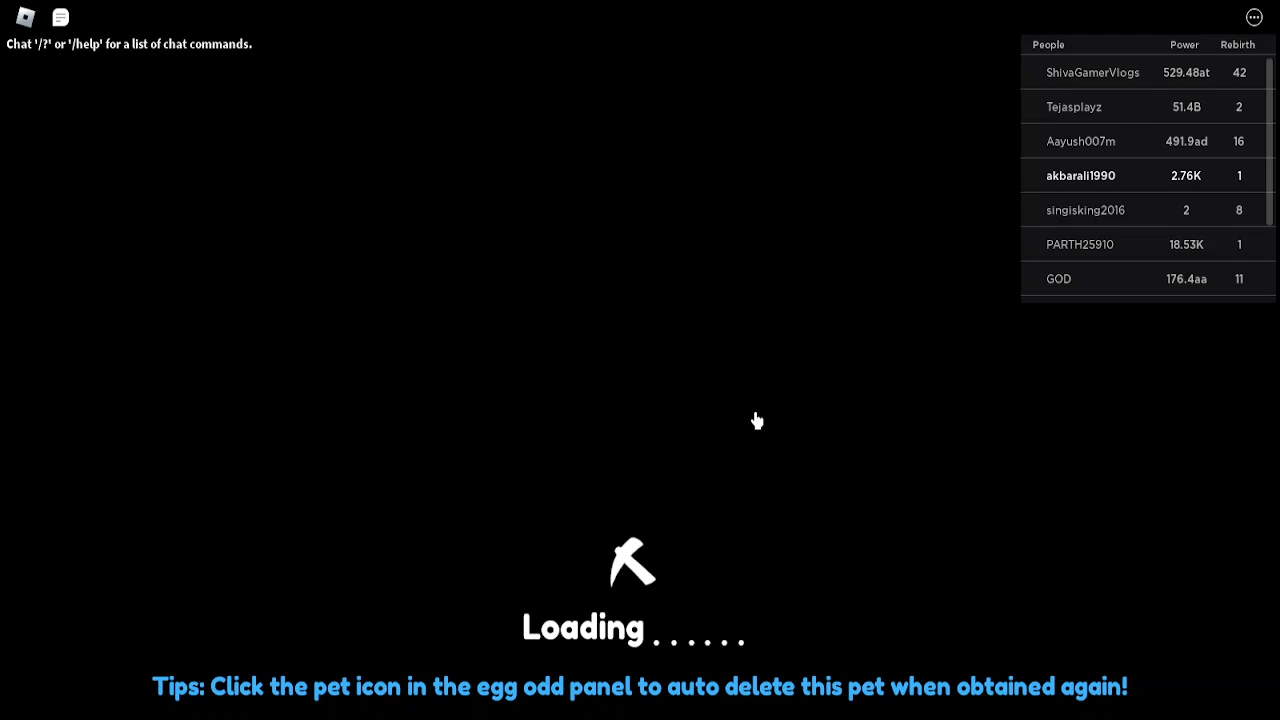 Chat '/?' or '/help' for a list of chat commands.
People Power Rebirth
ShivaGamerVlogs 529.48at 42
Tejasplayz 51.4B 2
Aayush007m 491.9ad 16
akbarali1990 2.76K 1
singisking2016 2 8
PARTH25910 18.53K 1
GOD 176.4aa 11
Loading ......
Tips: Click the pet icon in the egg odd panel to auto delete this pet when obtained again!